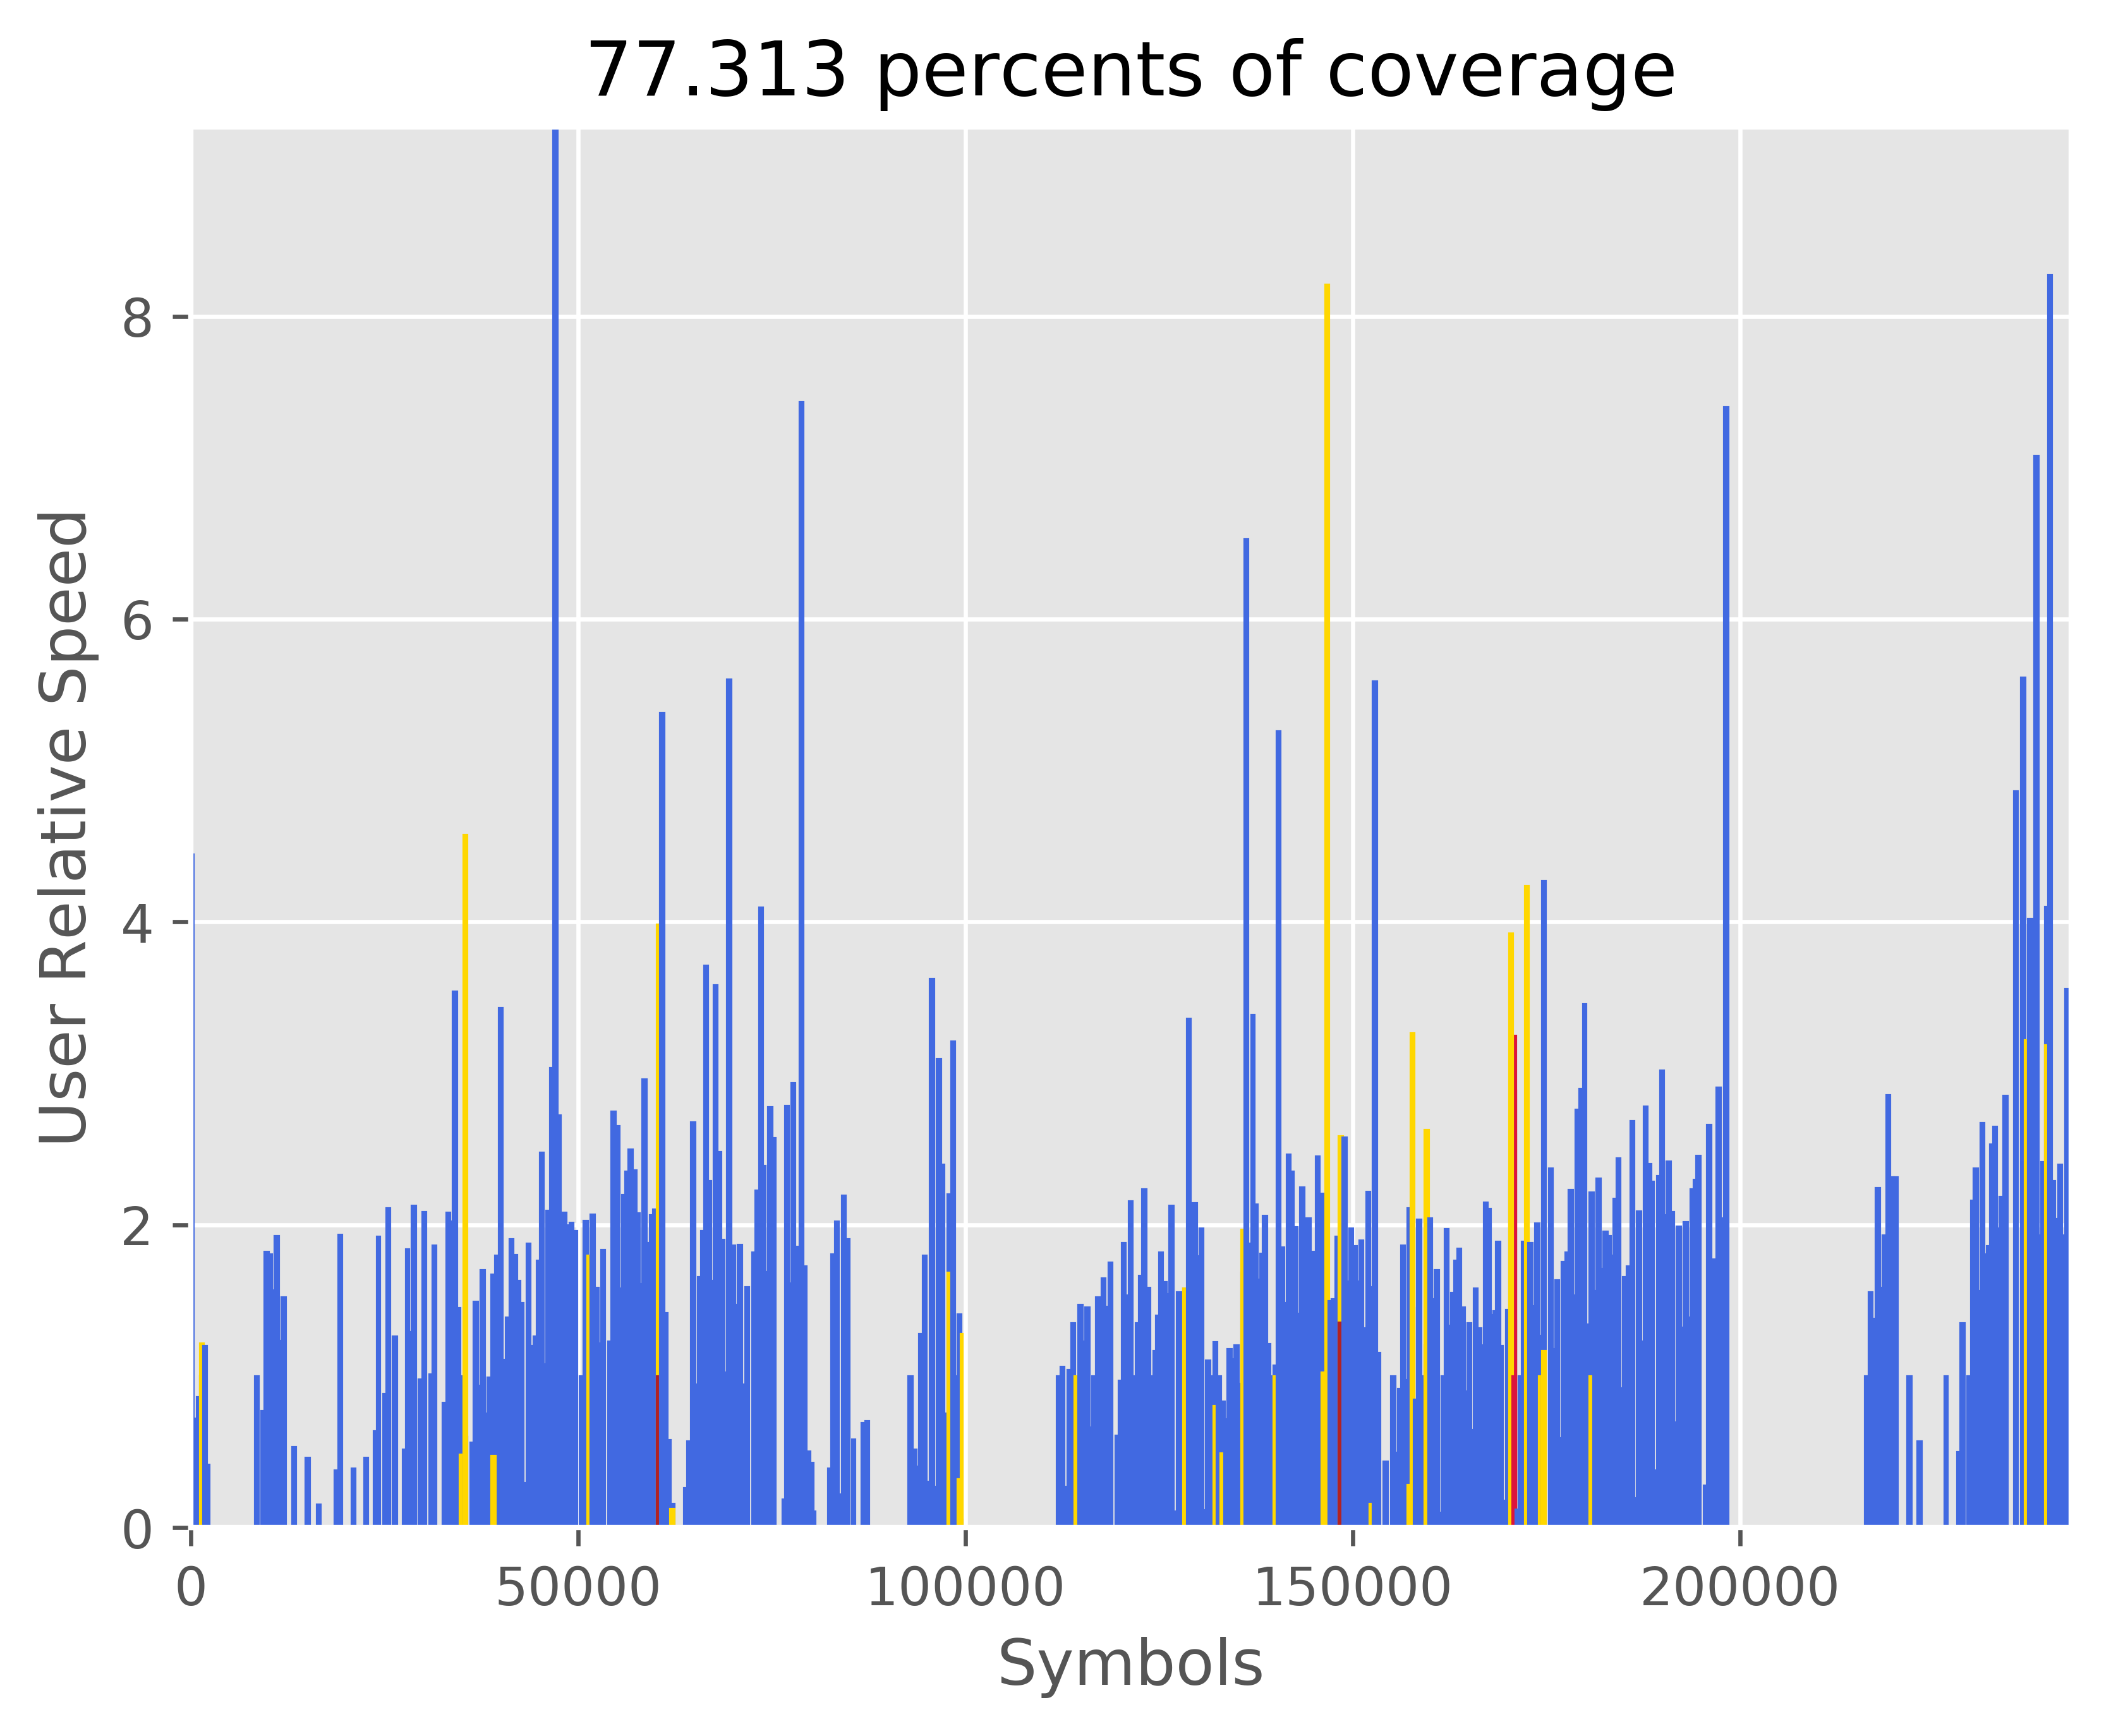 77.313 percents of coverage
User Relative Speed
8
6
4
2
0
0 50000 100000 150000 200000
Symbols